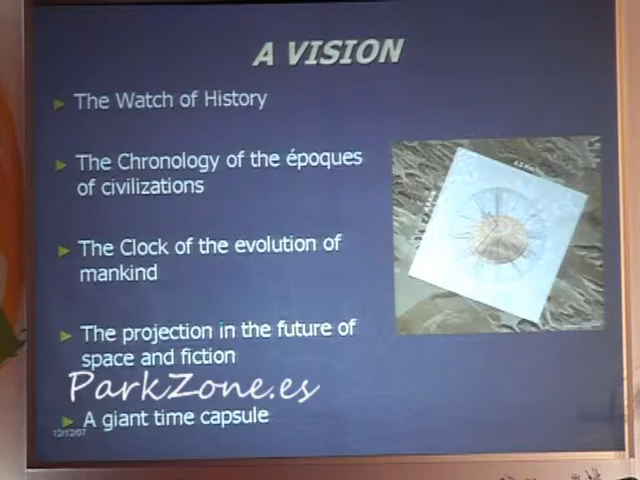 A VISION
The Watch of History
The Chronology of the époques
of civilizations
The Clock of the evolution of
mankind
The projection in the future of
space and fiction
ParkZone.es
A giant time capsule
12/12/07